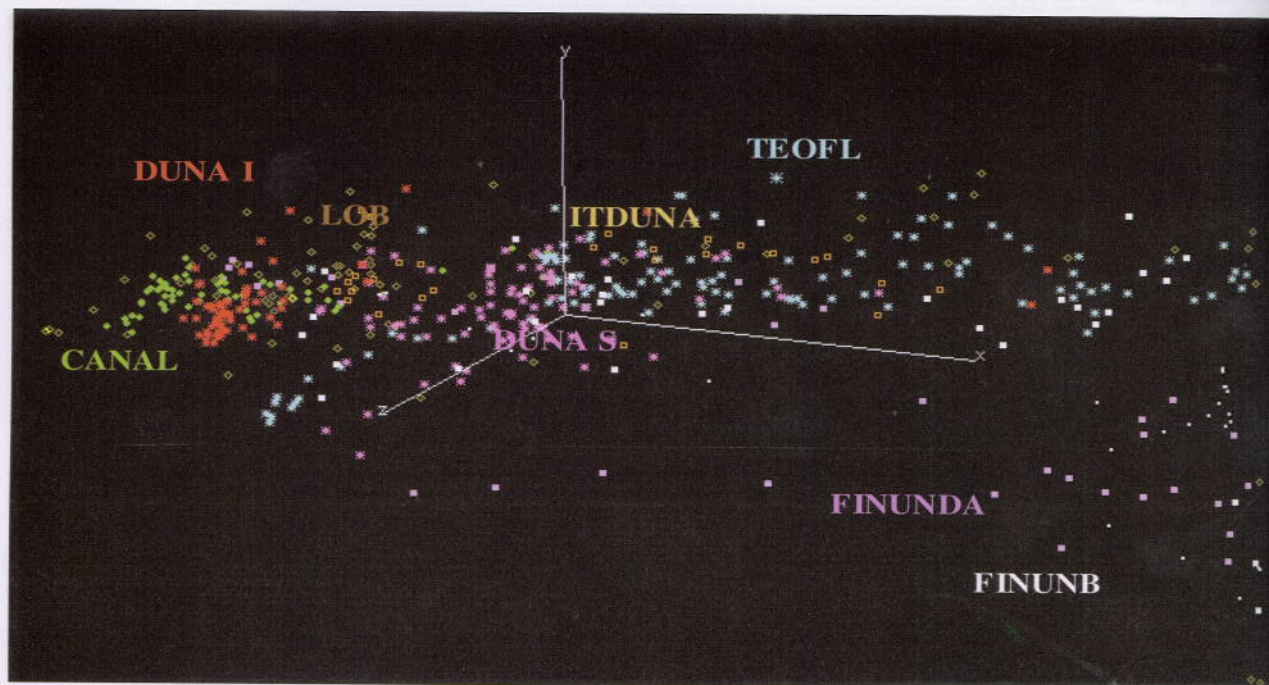 y
TEOFL
DUNA I
LOB
ITDUNA
DUNA S
CANAL
x
z
FINUNDA
FINUNB